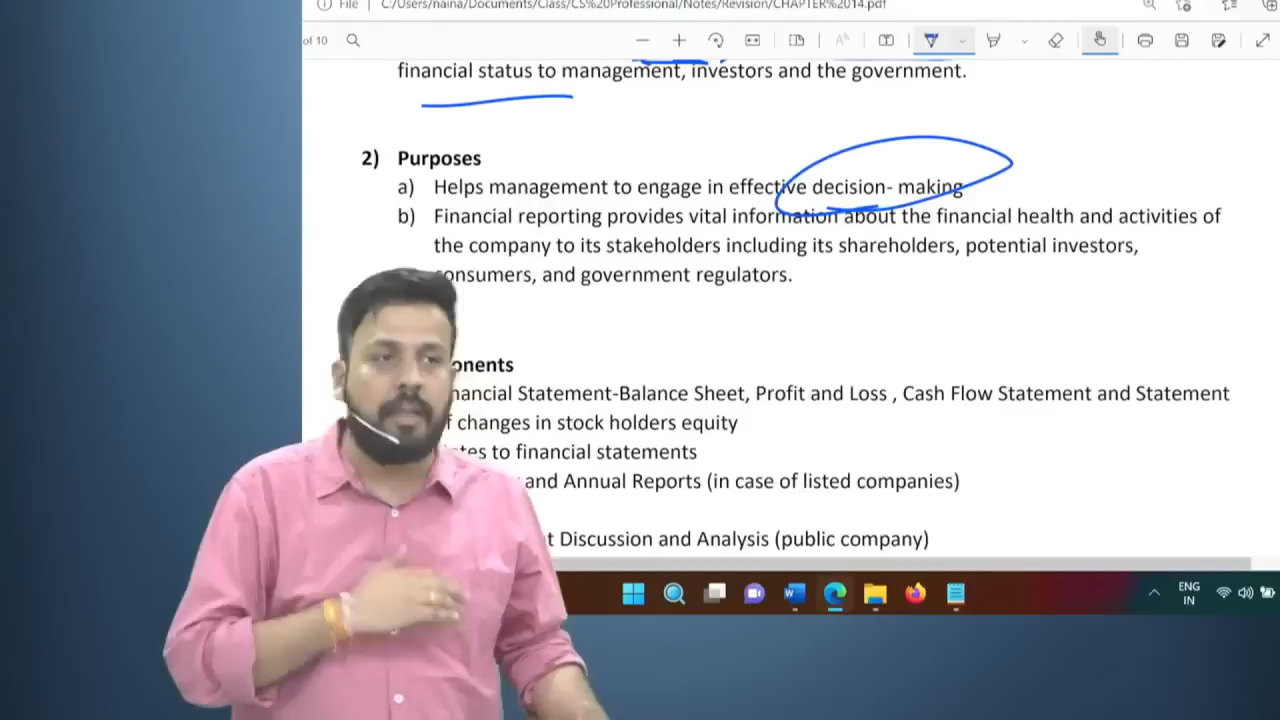 File C:/Users/naina/Documents/Class/CS%20Professional/Notes/Revision/CHAPTER%2014.pdf
of 10
financial status to management, investors and the government.
2) Purposes
a) Helps management to engage in effective decision- making
b) Financial reporting provides vital information about the financial health and activities of
the company to its stakeholders including its shareholders, potential investors,
consumers, and government regulators.
onents
nancial Statement-Balance Sheet, Profit and Loss , Cash Flow Statement and Statement
f changes in stock holders equity
tes to financial statements
and Annual Reports (in case of listed companies)
t Discussion and Analysis (public company)
ENG
IN